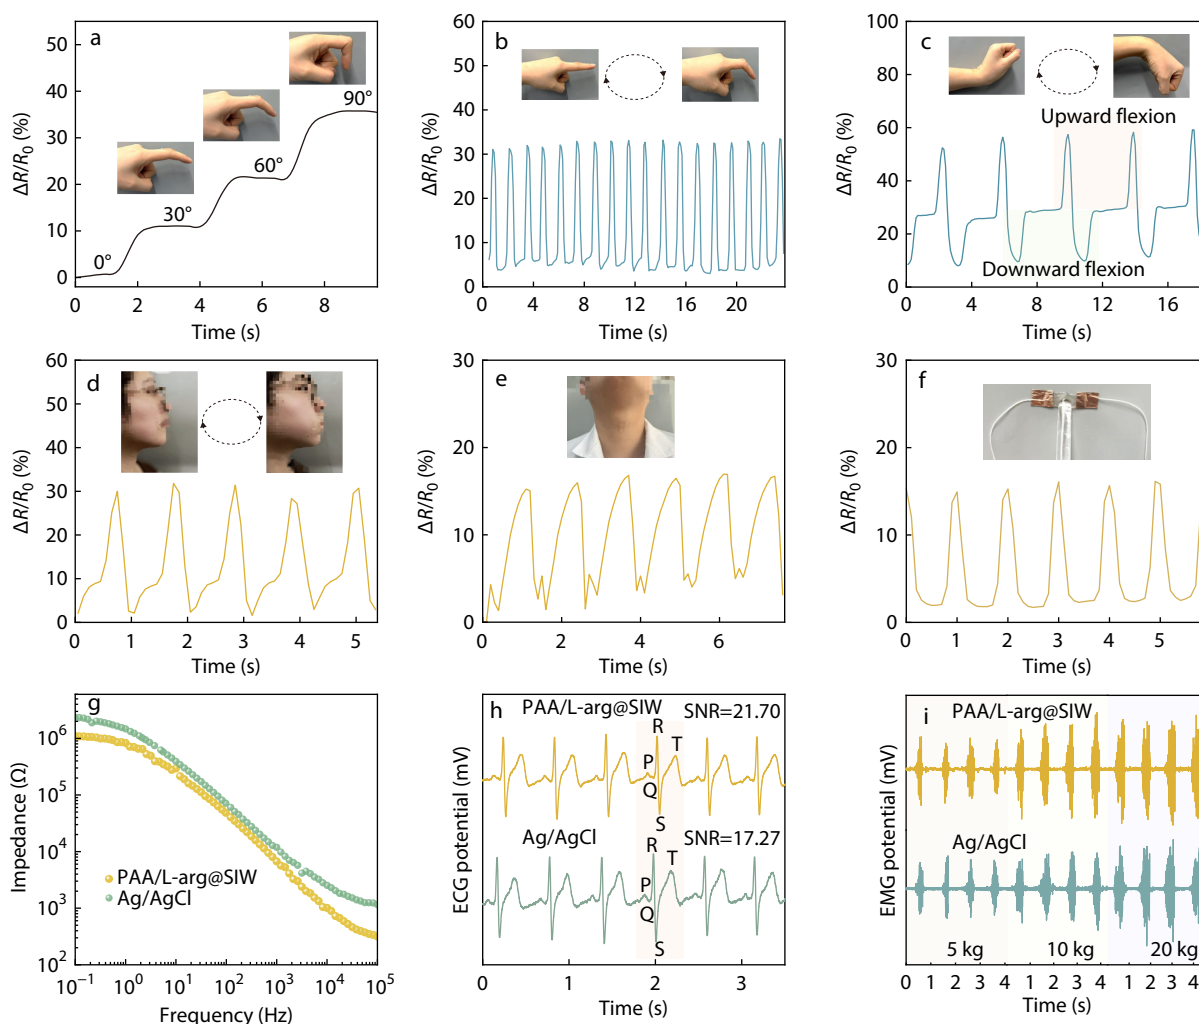 a
ΔR/R0 (%)
50
40
30
20
10
0
0°
30°
60°
90°
0 2 4 6 8
Time (s)
b
ΔR/R0 (%)
60
50
40
30
20
10
0
0 4 8 12 16 20
Time (s)
c
ΔR/R0 (%)
100
80
60
40
20
0
Upward flexion
Downward flexion
0 4 8 12 16
Time (s)
d
ΔR/R0 (%)
60
50
40
30
20
10
0
0 1 2 3 4 5
Time (s)
e
ΔR/R0 (%)
30
20
10
0
0 2 4 6
Time (s)
f
ΔR/R0 (%)
30
20
10
0
0 1 2 3 4 5
Time (s)
g
Impedance (Ω)
10^6
10^5
10^4
10^3
10^2
PAA/L-arg@SIW
Ag/AgCl
10^−1 10^0 10^1 10^2 10^3 10^4 10^5
Frequency (Hz)
h
ECG potential (mV)
PAA/L-arg@SIW SNR=21.70
R
P T
Q
S
Ag/AgCl SNR=17.27
R
T
P
Q
S
0 1 2 3
Time (s)
i
EMG potential (mV)
PAA/L-arg@SIW
Ag/AgCl
5 kg 10 kg 20 kg
0 1 2 3 4 1 2 3 4 1 2 3 4
Time (s)